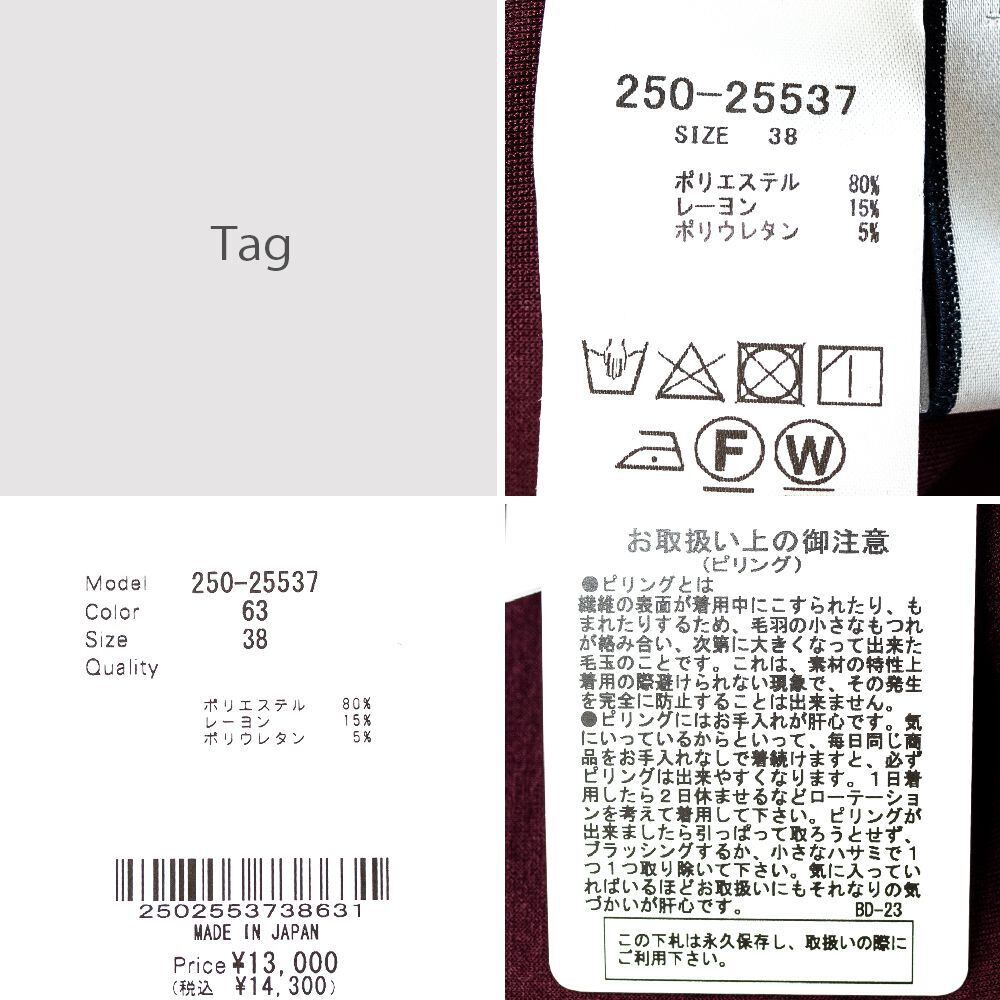 Tag
250-25537
SIZE 38
ポリエステル 80%
レーヨン 15%
ポリウレタン 5%
F W
Model 250-25537
Color 63
Size 38
Quality
ポリエステル 80%
レーヨン 15%
ポリウレタン 5%
2502553738631
MADE IN JAPAN
Price ¥13,000
(税込 ¥14,300)
お取扱い上の御注意
(ピリング)
●ピリングとは
繊維の表面が着用中にこすられたり、も
まれたりするため、毛羽の小さなもつれ
が絡み合い、次第に大きくなって出来た
毛玉のことです。これは、素材の特性上
着用の際避けられない現象で、その発生
を完全に防止することは出来ません。
●ピリングにはお手入れが肝心です。気
にいっているからといって、毎日同じ商
品をお手入れなしで着続けますと、必ず
ピリングは出来やすくなります。1日着
用したら2日休ませるなどローテーショ
ンを考えて着用して下さい。ピリングが
出来ましたら引っぱって取ろうとせず、
ブラッシングするか、小さなハサミで1
つ1つ取り除いて下さい。気に入ってい
ればいるほどお取扱いにもそれなりの気
づかいが肝心です。 BD-23
この下札は永久保存し、取扱いの際に
ご利用下さい。